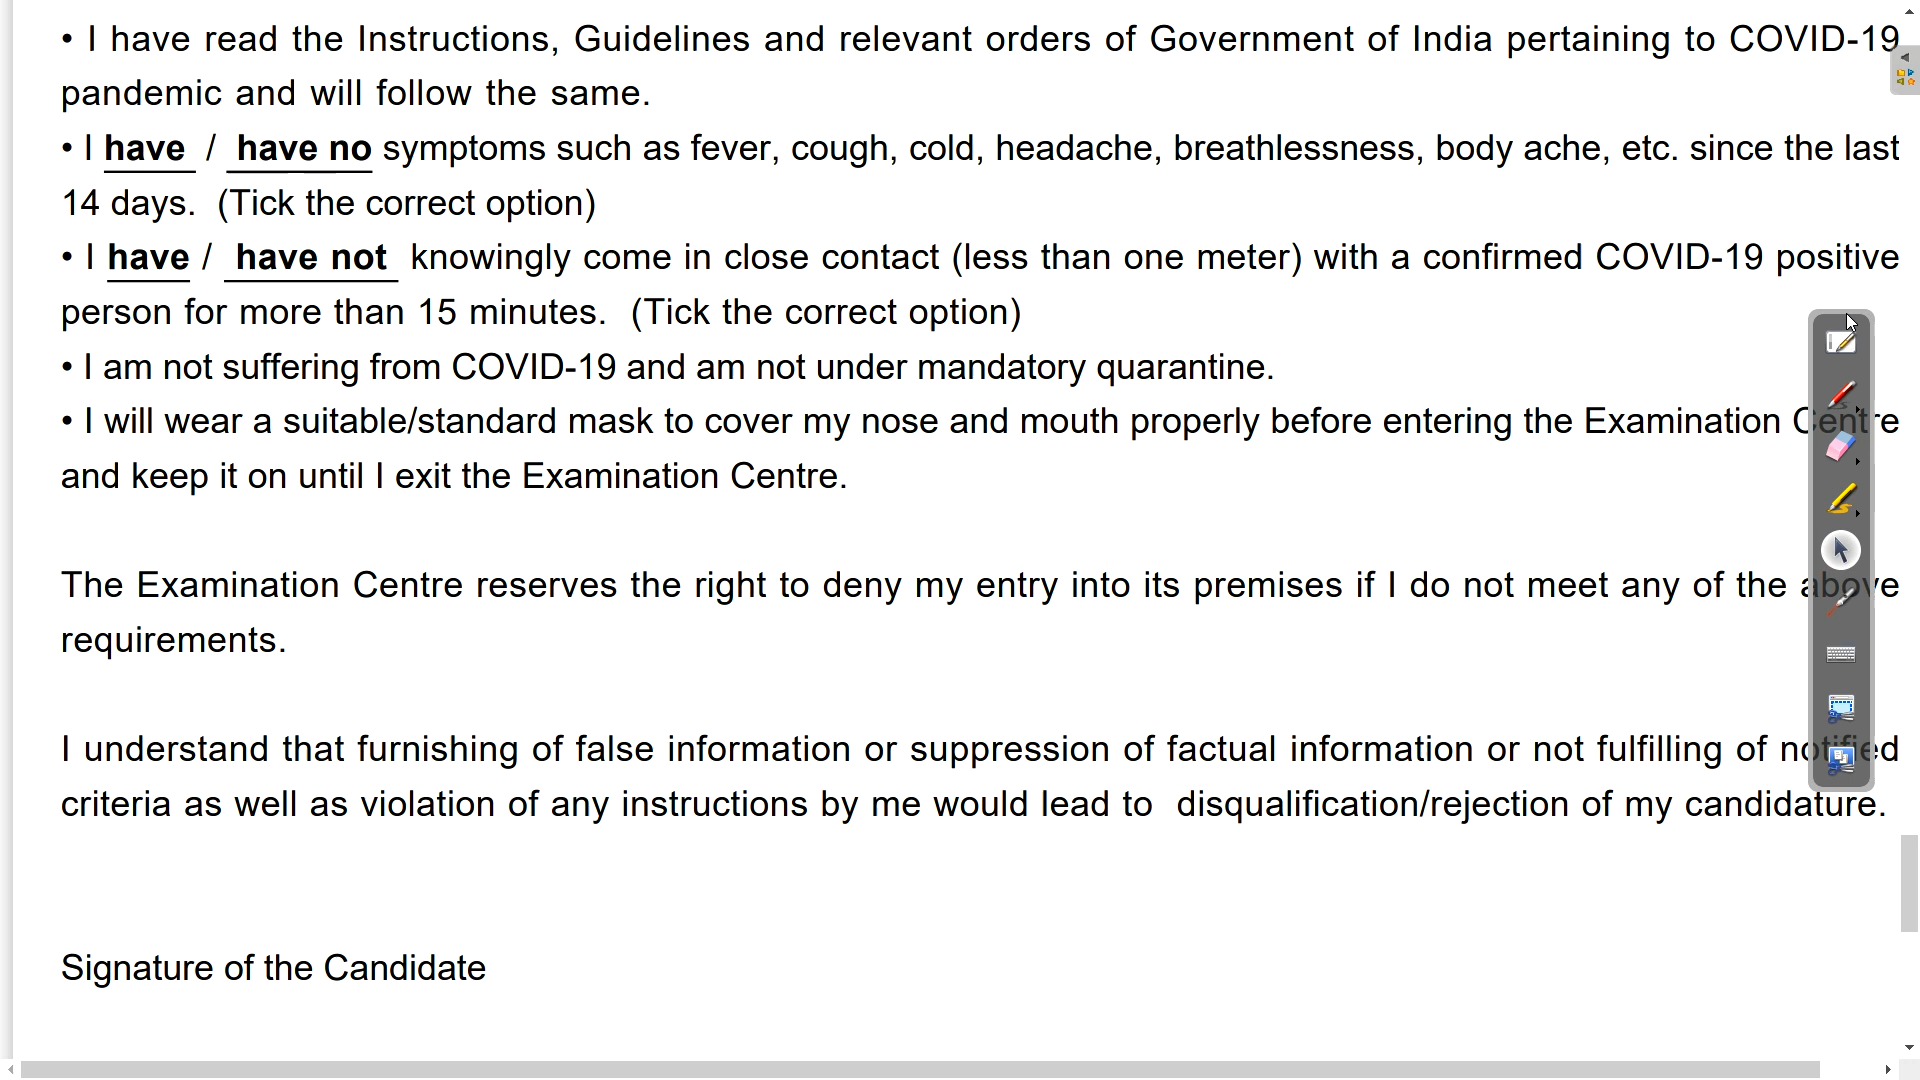 • I have read the Instructions, Guidelines and relevant orders of Government of India pertaining to COVID-19
pandemic and will follow the same.
• I have / have no symptoms such as fever, cough, cold, headache, breathlessness, body ache, etc. since the last
14 days. (Tick the correct option)
• I have / have not knowingly come in close contact (less than one meter) with a confirmed COVID-19 positive
person for more than 15 minutes. (Tick the correct option)
• I am not suffering from COVID-19 and am not under mandatory quarantine.
• I will wear a suitable/standard mask to cover my nose and mouth properly before entering the Examination Centre
and keep it on until I exit the Examination Centre.
The Examination Centre reserves the right to deny my entry into its premises if I do not meet any of the above
requirements.
I understand that furnishing of false information or suppression of factual information or not fulfilling of notified
criteria as well as violation of any instructions by me would lead to disqualification/rejection of my candidature.
Signature of the Candidate